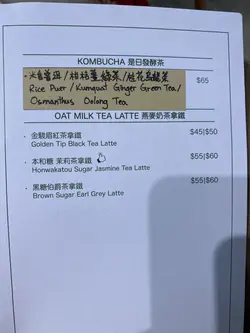 KOMBUCHA 是日發酵茶
· 米普茶 / 柑桔薑綠茶 / 桂花烏龍茶
Rice Puer / Kumquat Ginger Green Tea /
Osmanthus Oolong Tea
$65
OAT MILK TEA LATTE 燕麥奶茶拿鐵
· 金駿眉紅茶拿鐵 $45|$50
Golden Tip Black Tea Latte
· 本和糖 茉莉茶拿鐵 $55|$60
Honwakatou Sugar Jasmine Tea Latte
· 黑糖伯爵茶拿鐵 $55|$60
Brown Sugar Earl Grey Latte